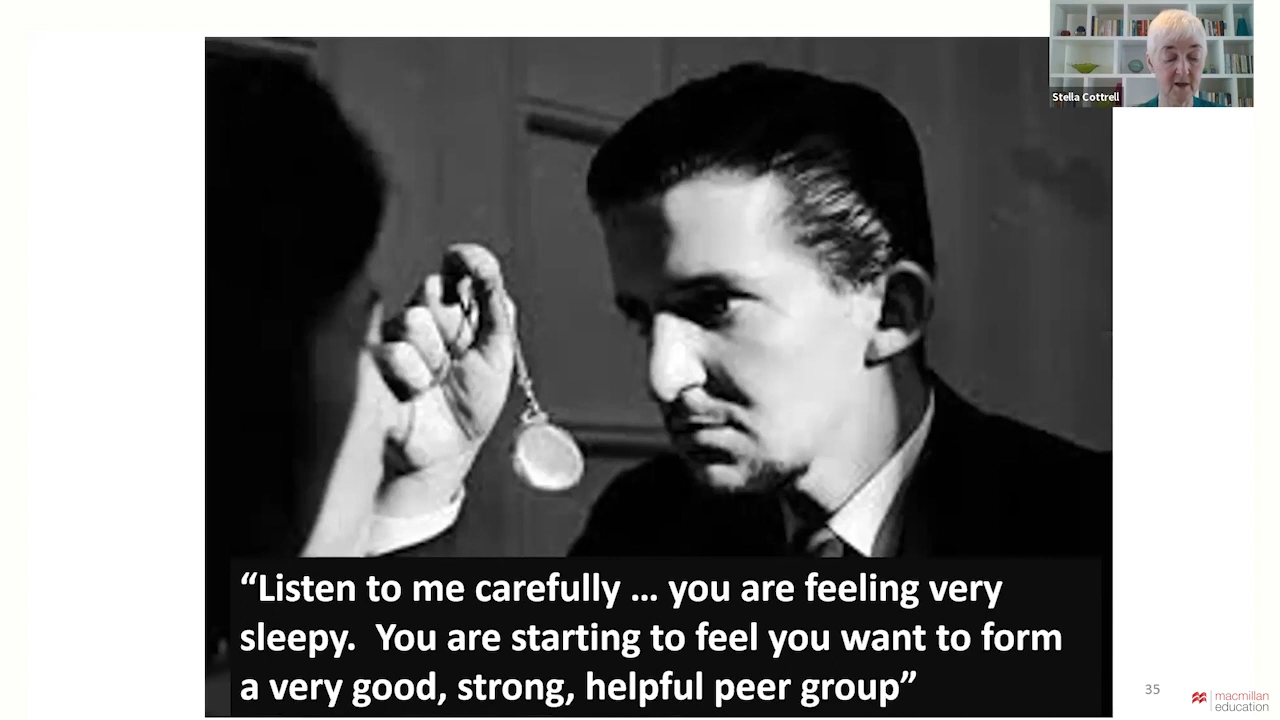 Stella Cottrell
“Listen to me carefully … you are feeling very
sleepy.  You are starting to feel you want to form
a very good, strong, helpful peer group”
35
macmillan
education